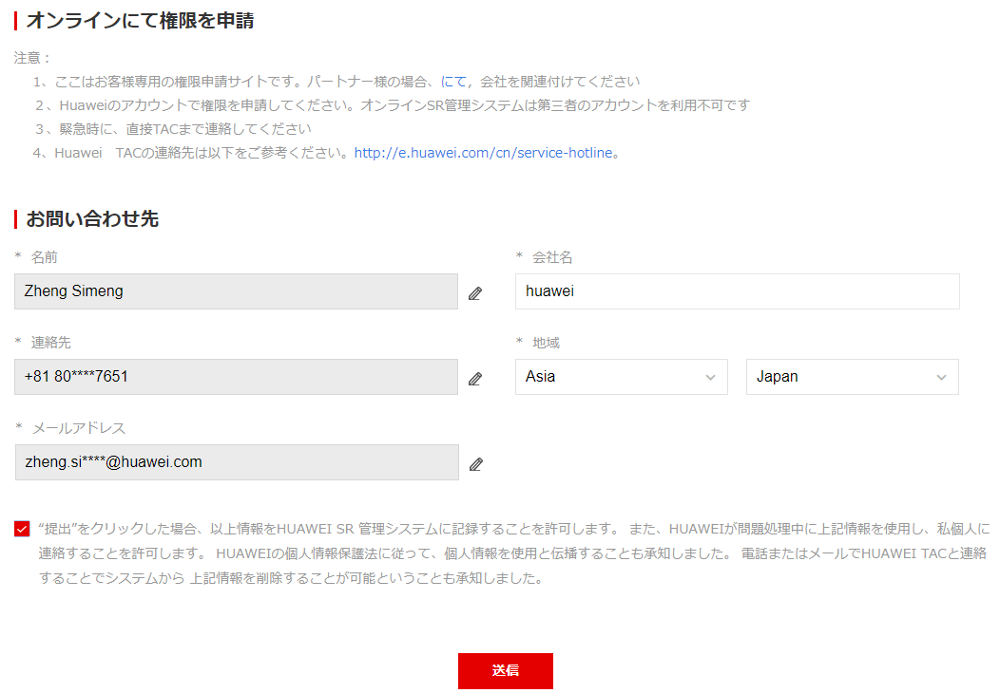 オンラインにて権限を申請
注意：
1、ここはお客様専用の権限申請サイトです。パートナー様の場合、にて，会社を関連付けてください
2、Huaweiのアカウントで権限を申請してください。オンラインSR管理システムは第三者のアカウントを利用不可です
3、緊急時に、直接TACまで連絡してください
4、Huawei　TACの連絡先は以下をご参考ください。http://e.huawei.com/cn/service-hotline。
お問い合わせ先
* 名前
* 会社名
Zheng Simeng
huawei
* 連絡先
* 地域
+81 80****7651
Asia
Japan
* メールアドレス
zheng.si****@huawei.com
“提出”をクリックした場合、以上情報をHUAWEI SR 管理システムに記録することを許可します。 また、HUAWEIが問題処理中に上記情報を使用し、私個人に
連絡することを許可します。 HUAWEIの個人情報保護法に従って、個人情報を使用と伝播することも承知しました。 電話またはメールでHUAWEI TACと連絡
することでシステムから 上記情報を削除することが可能ということも承知しました。
送信